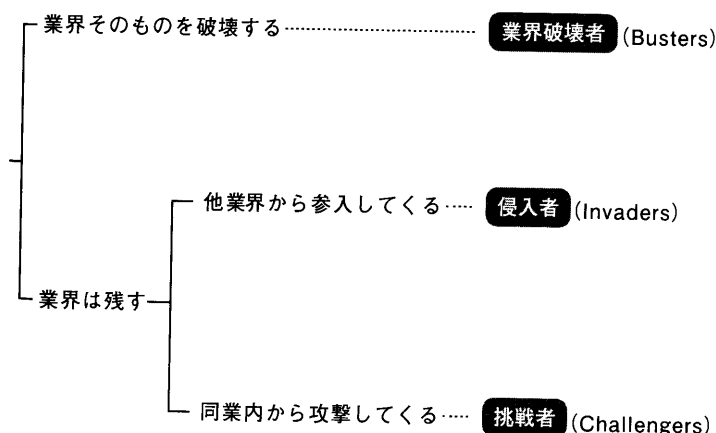 業界そのものを破壊する 業界破壊者 (Busters)
他業界から参入してくる 侵入者 (Invaders)
業界は残す
同業内から攻撃してくる 挑戦者 (Challengers)